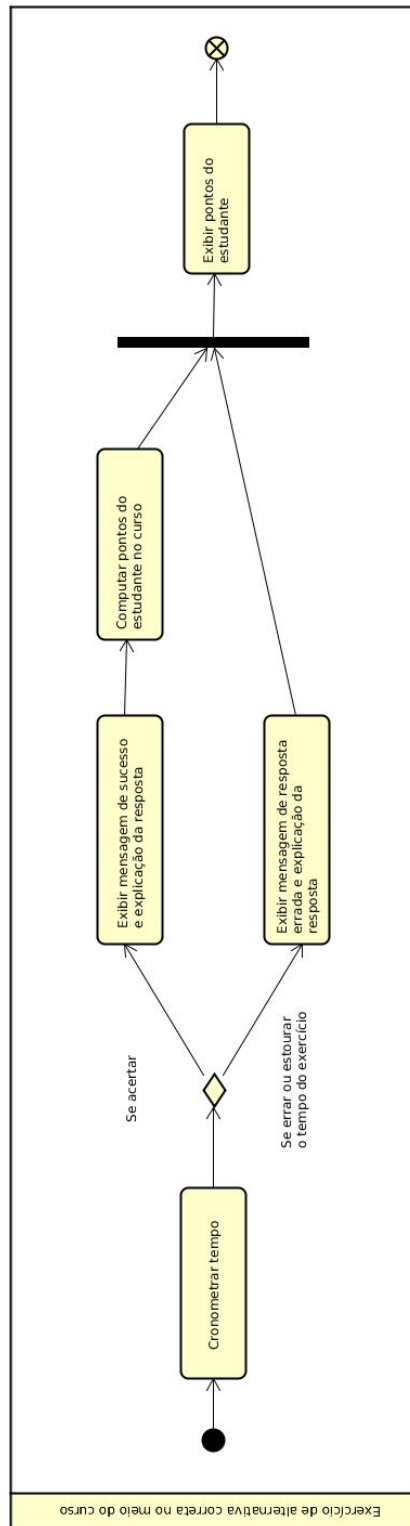 Exercício de alternativa correta no meio do curso
Cronometrar tempo
Se acertar
Se errar ou estourar
o tempo do exercício
Exibir mensagem de sucesso
e explicação da resposta
Exibir mensagem de resposta
errada e explicação da
resposta
Computar pontos do
estudante no curso
Exibir pontos do
estudante